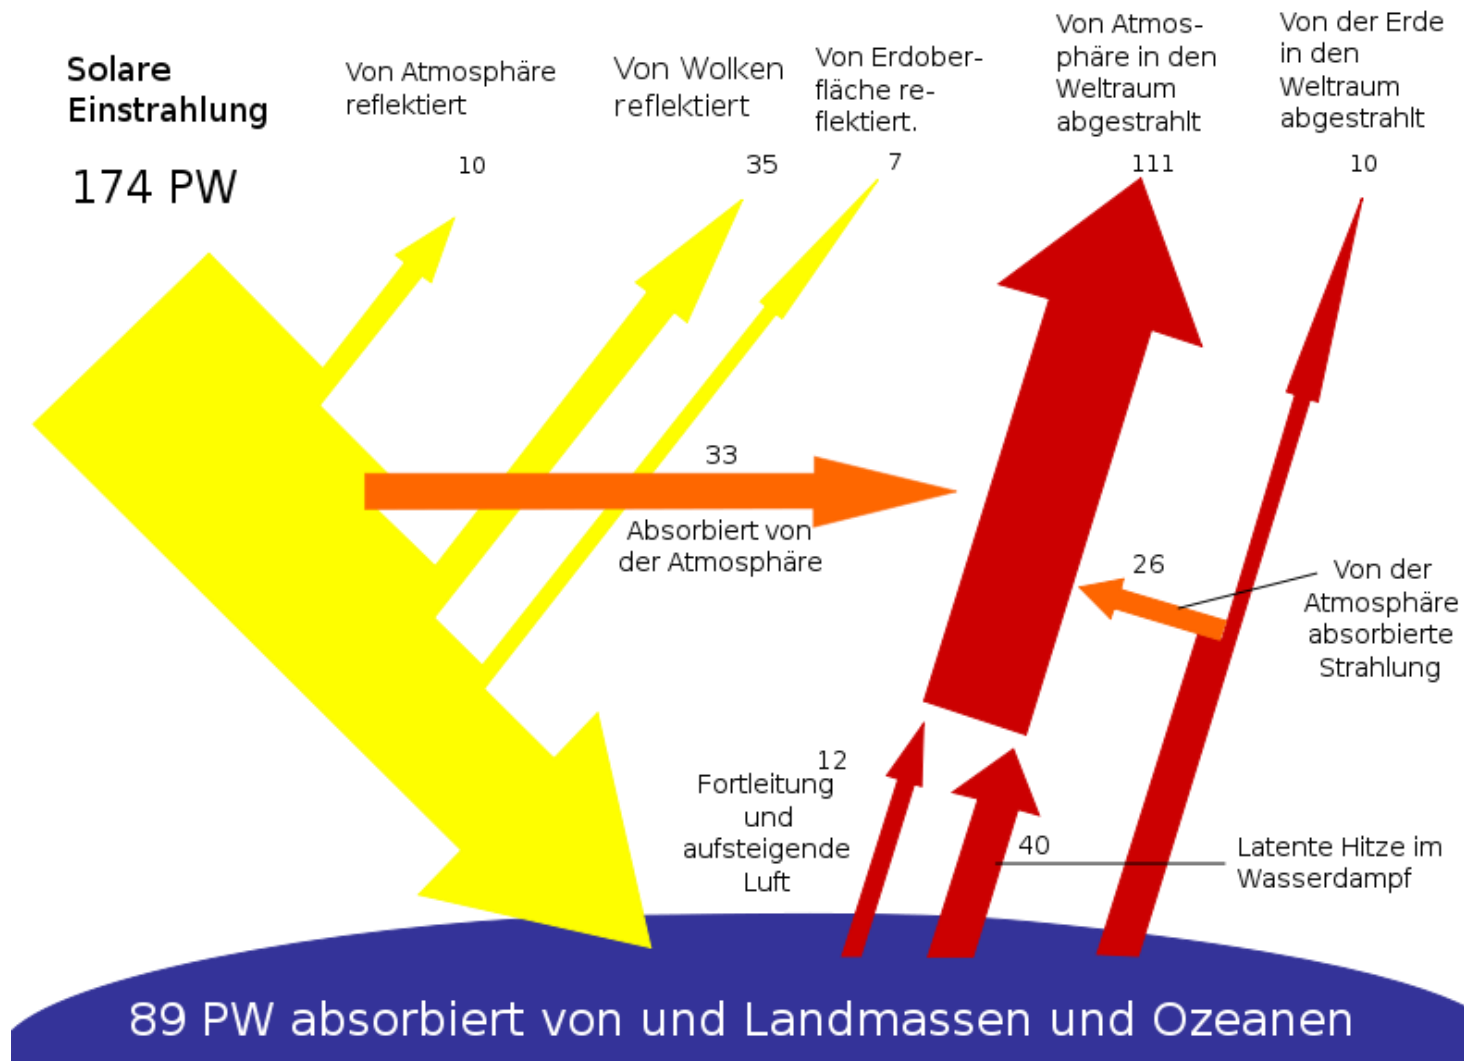 Solare
Einstrahlung
174 PW
Von Atmosphäre
reflektiert
10
Von Wolken
reflektiert
35
Von Erdober-
fläche re-
flektiert.
7
Von Atmos-
phäre in den
Weltraum
abgestrahlt
111
Von der Erde
in den
Weltraum
abgestrahlt
10
33
Absorbiert von
der Atmosphäre
26
Von der
Atmosphäre
absorbierte
Strahlung
12
Fortleitung
und
aufsteigende
Luft
40
Latente Hitze im
Wasserdampf
89 PW absorbiert von und Landmassen und Ozeanen